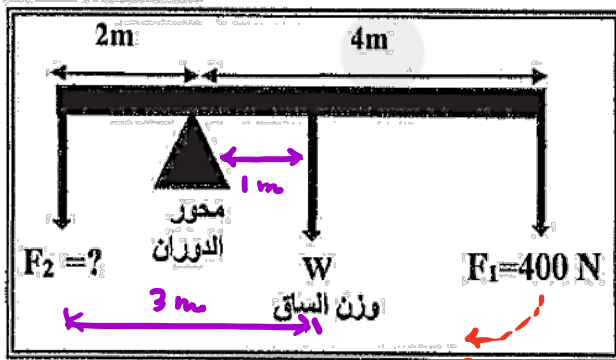 2m 4m
1 m
محور
الدوران
F₂ =? W F₁=400 N
وزن الساق
3 m